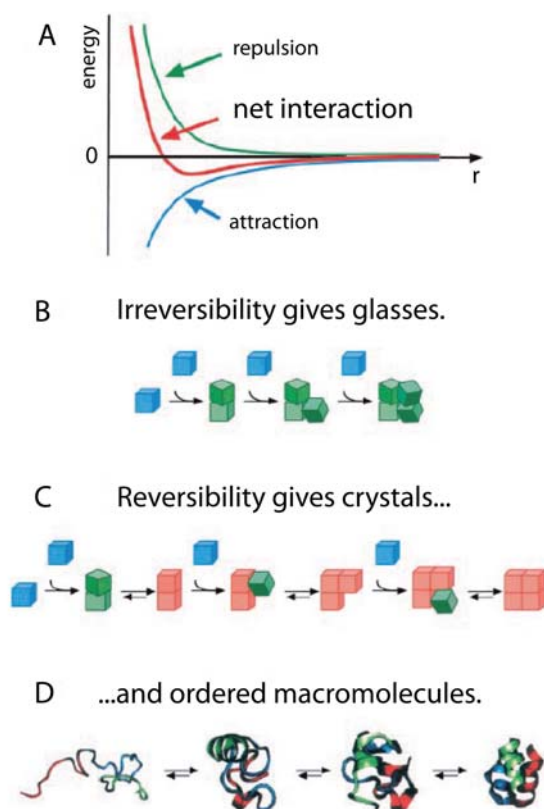 A
energy
repulsion
net interaction
0
r
attraction
B Irreversibility gives glasses.
C Reversibility gives crystals...
D ...and ordered macromolecules.